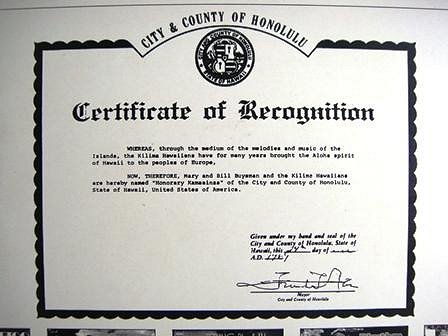 CITY & COUNTY OF HONOLULU
CITY AND COUNTY OF HONOLULU
STATE OF HAWAII
Certificate of Recognition
WHEREAS, through the medium of the melodies and music of the
Islands, the Kilima Hawaiians have for many years brought the Aloha spirit
of Hawaii to the peoples of Europe,
NOW, THEREFORE, Mary and Bill Buysman and the Kilima Hawaiians
are hereby named "Honorary Kamaainas" of the City and County of Honolulu,
State of Hawaii, United States of America.
Given under my hand and seal of the
City and County of Honolulu, State of
Hawaii, this day of
A.D.
Mayor
City and County of Honolulu